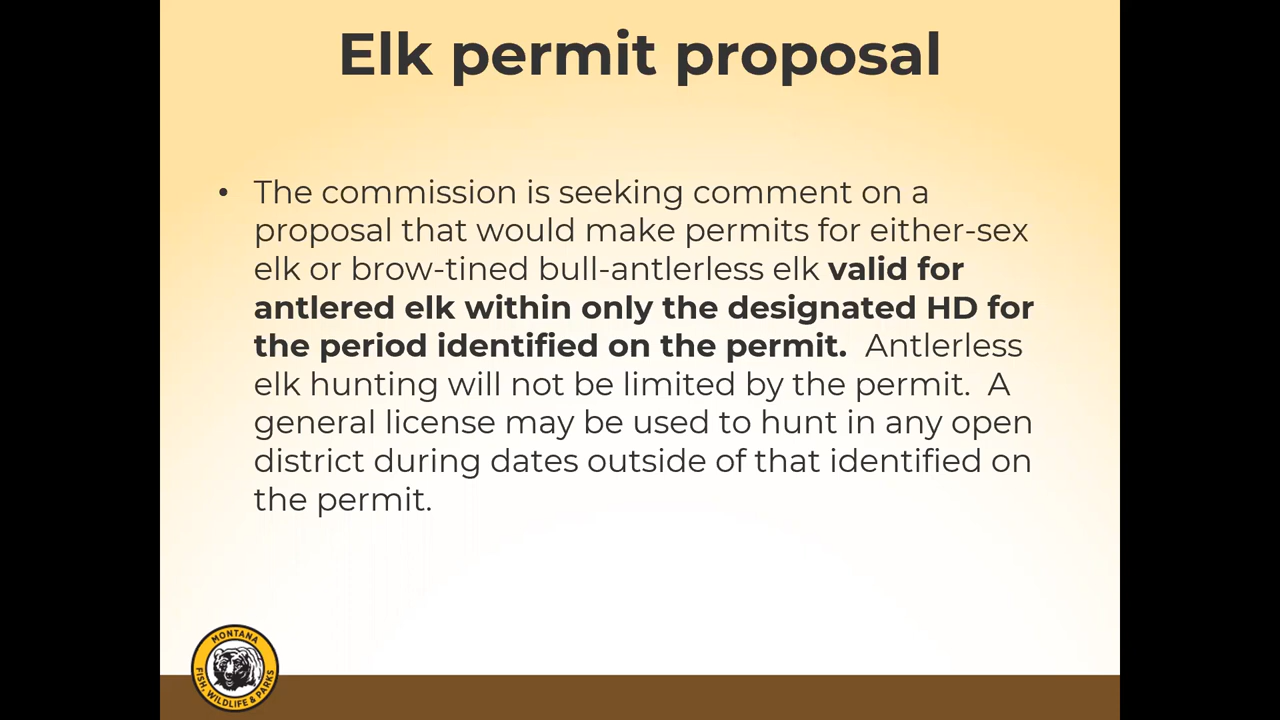 Elk permit proposal
• The commission is seeking comment on a
proposal that would make permits for either-sex
elk or brow-tined bull-antlerless elk valid for
antlered elk within only the designated HD for
the period identified on the permit.  Antlerless
elk hunting will not be limited by the permit.  A
general license may be used to hunt in any open
district during dates outside of that identified on
the permit.
MONTANA
FISH, WILDLIFE & PARKS